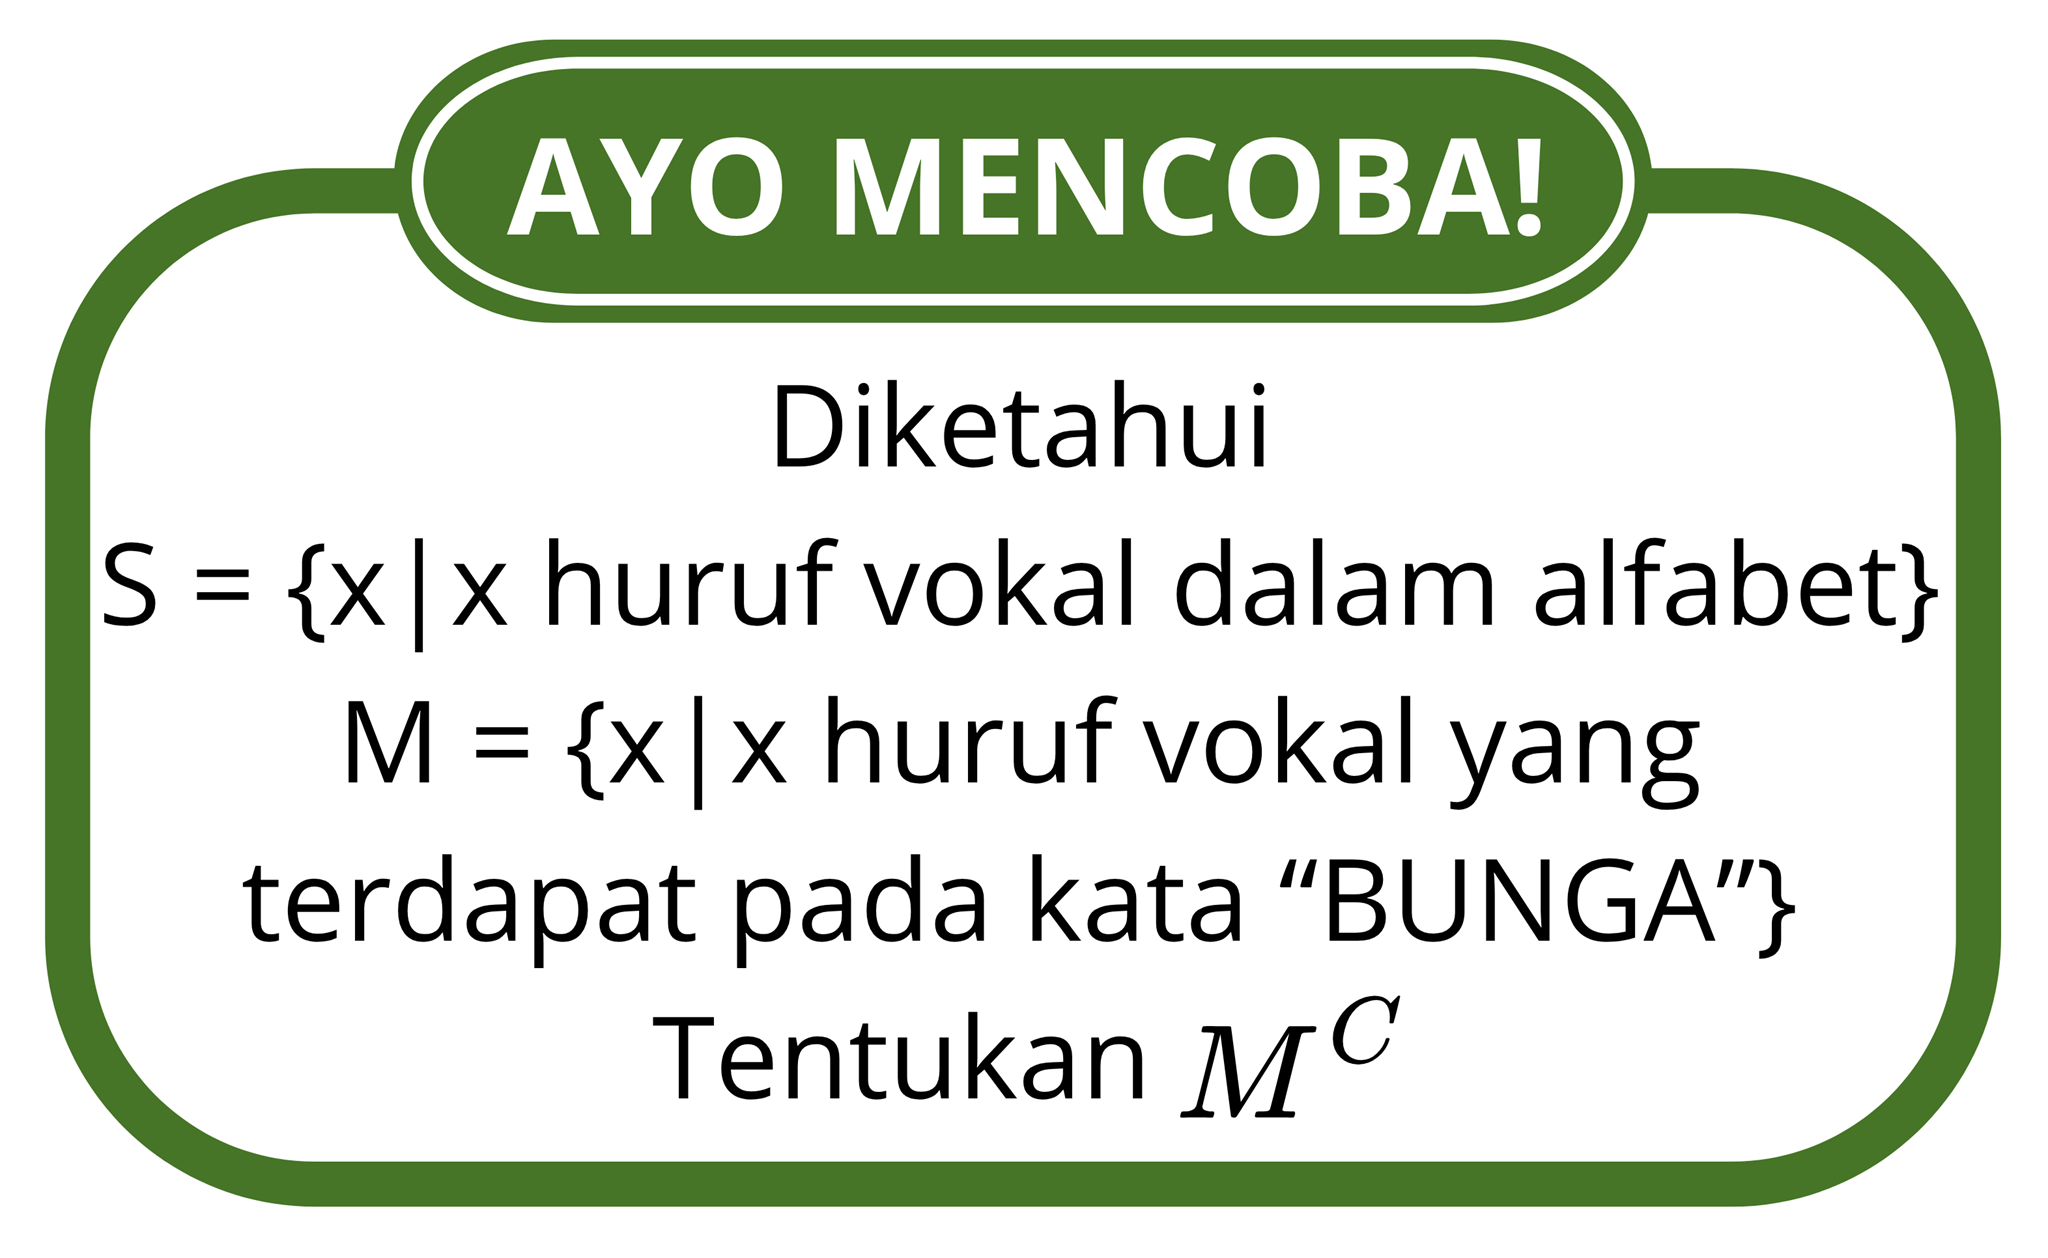 AYO MENCOBA!
Diketahui
S = {x|x huruf vokal dalam alfabet}
M = {x|x huruf vokal yang
terdapat pada kata “BUNGA”}
Tentukan M^C